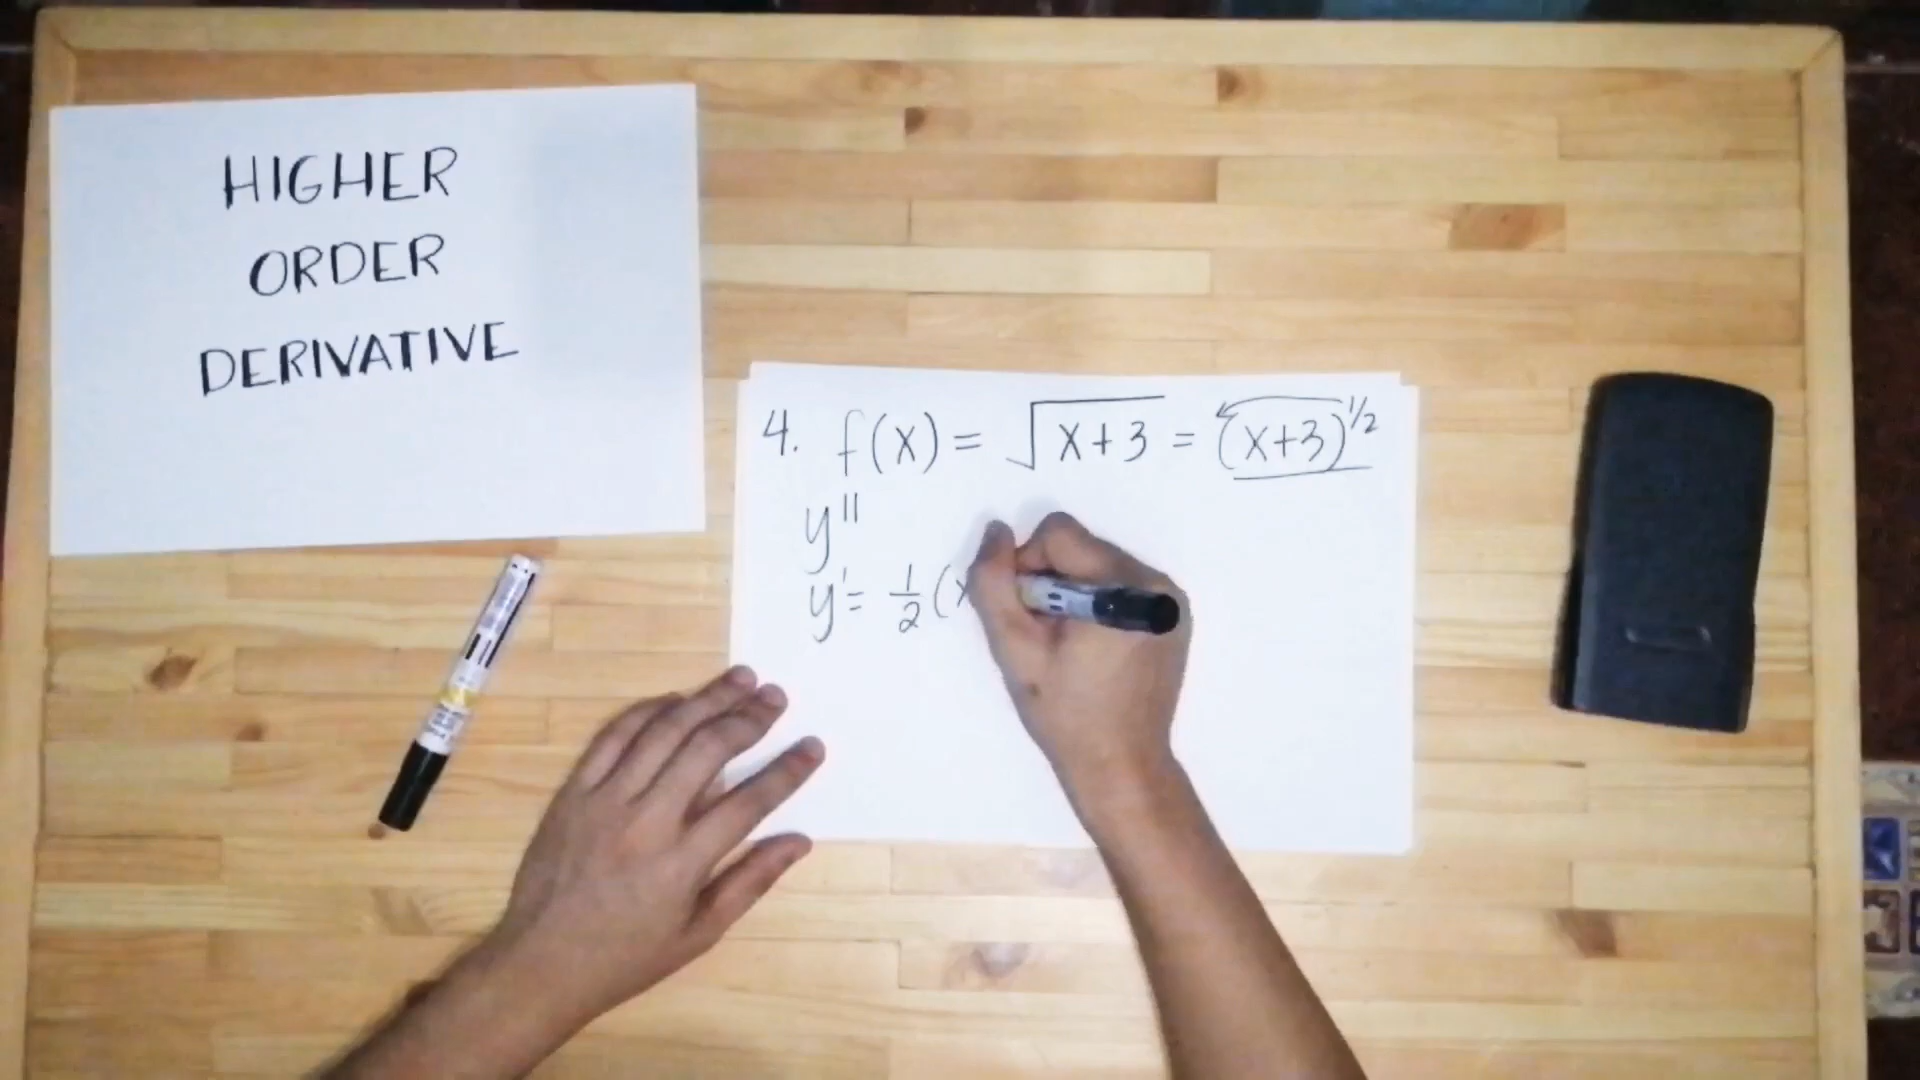 HIGHER
ORDER
DERIVATIVE
4. f(x) = √x+3 = (x+3)^1/2
y''
y' = 1/2 (x